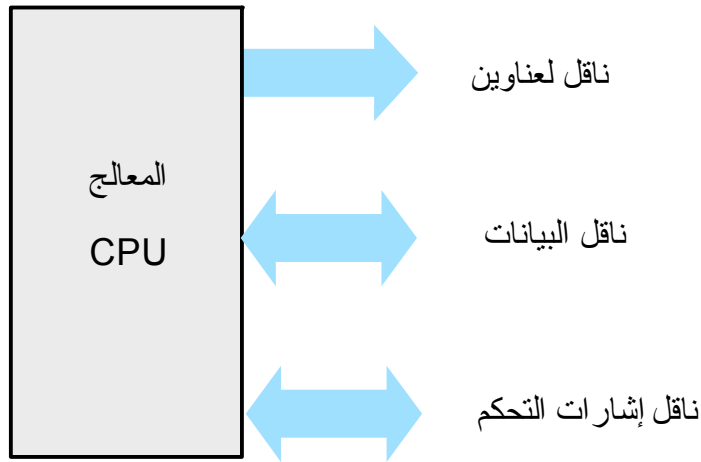 ناقل لعناوين
المعالج
CPU
ناقل البيانات
ناقل إشارات التحكم